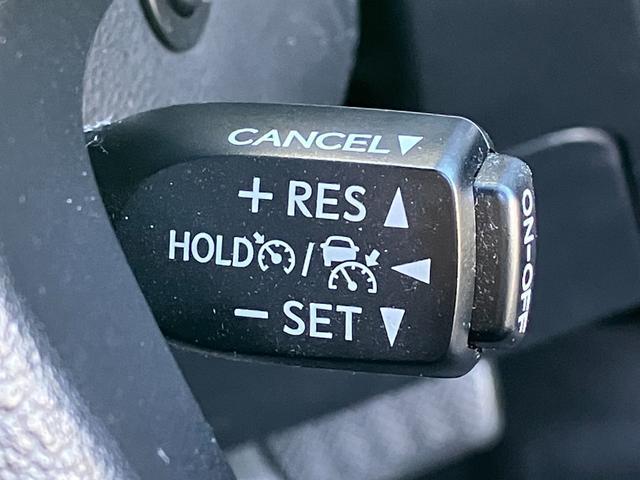 CANCEL
+ RES
HOLD /
- SET
ON-OFF